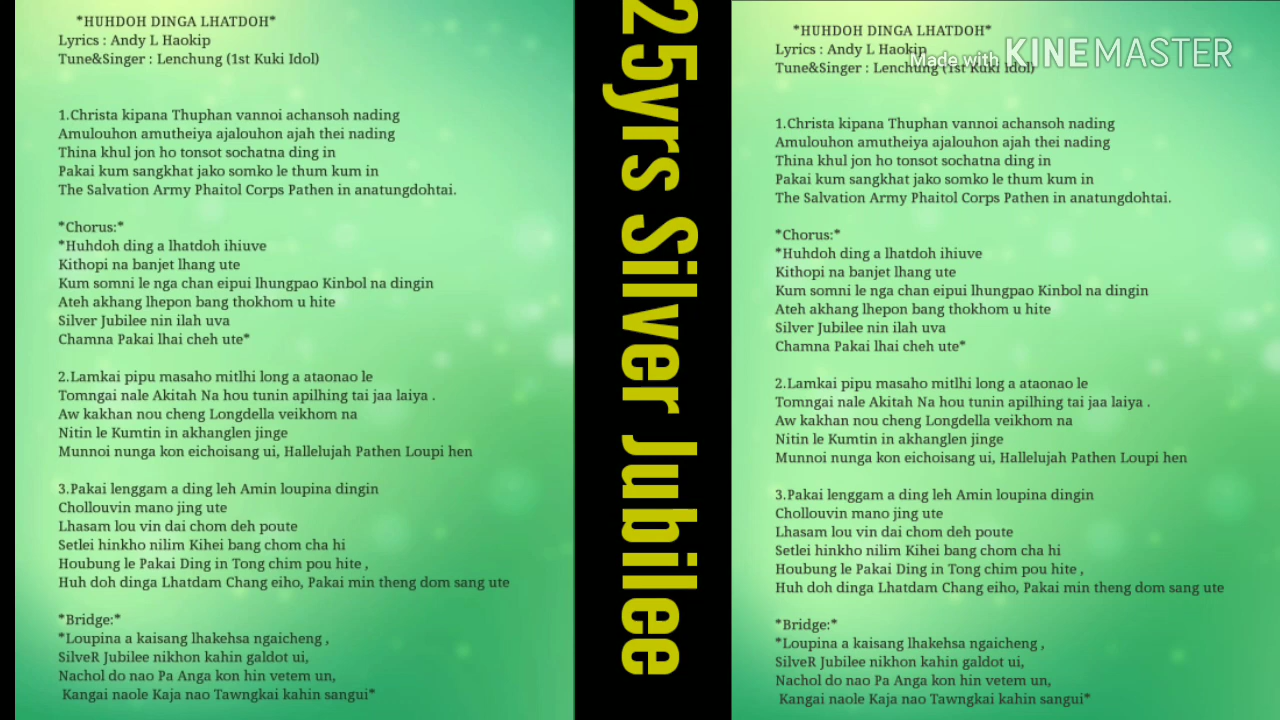 *HUHDOH DINGA LHATDOH*
Lyrics : Andy L Haokip
Tune&Singer : Lenchung (1st Kuki Idol)
1.Christa kipana Thuphan vannoi achansoh nading
Amulouhon amutheiya ajalouhon ajah thei nading
Thina khul jon ho tonsot sochatna ding in
Pakai kum sangkhat jako somko le thum kum in
The Salvation Army Phaitol Corps Pathen in anatungdohtai.
*Chorus:*
*Huhdoh ding a lhatdoh ihiuve
Kithopi na banjet lhang ute
Kum somni le nga chan eipui lhungpao Kinbol na dingin
Ateh akhang lhepon bang thokhom u hite
Silver Jubilee nin ilah uva
Chamna Pakai lhai cheh ute*
2.Lamkai pipu masaho mitlhi long a ataonao le
Tomngai nale Akitah Na hou tunin apilhing tai jaa laiya .
Aw kakhan nou cheng Longdella veikhom na
Nitin le Kumtin in akhanglen jinge
Munnoi nunga kon eichoisang ui, Hallelujah Pathen Loupi hen
3.Pakai lenggam a ding leh Amin loupina dingin
Chollouvin mano jing ute
Lhasam lou vin dai chom deh poute
Setlei hinkho nilim Kihei bang chom cha hi
Houbung le Pakai Ding in Tong chim pou hite ,
Huh doh dinga Lhatdam Chang eiho, Pakai min theng dom sang ute
*Bridge:*
*Loupina a kaisang lhakehsa ngaicheng ,
SilveR Jubilee nikhon kahin galdot ui,
Nachol do nao Pa Anga kon hin vetem un,
Kangai naole Kaja nao Tawngkai kahin sangui*
25yrs Silver Jubilee
*HUHDOH DINGA LHATDOH*
Lyrics : Andy L Haokip
Made with KINEMASTER
Tune&Singer : Lenchung (1st Kuki Idol)
1.Christa kipana Thuphan vannoi achansoh nading
Amulouhon amutheiya ajalouhon ajah thei nading
Thina khul jon ho tonsot sochatna ding in
Pakai kum sangkhat jako somko le thum kum in
The Salvation Army Phaitol Corps Pathen in anatungdohtai.
*Chorus:*
*Huhdoh ding a lhatdoh ihiuve
Kithopi na banjet lhang ute
Kum somni le nga chan eipui lhungpao Kinbol na dingin
Ateh akhang lhepon bang thokhom u hite
Silver Jubilee nin ilah uva
Chamna Pakai lhai cheh ute*
2.Lamkai pipu masaho mitlhi long a ataonao le
Tomngai nale Akitah Na hou tunin apilhing tai jaa laiya .
Aw kakhan nou cheng Longdella veikhom na
Nitin le Kumtin in akhanglen jinge
Munnoi nunga kon eichoisang ui, Hallelujah Pathen Loupi hen
3.Pakai lenggam a ding leh Amin loupina dingin
Chollouvin mano jing ute
Lhasam lou vin dai chom deh poute
Setlei hinkho nilim Kihei bang chom cha hi
Houbung le Pakai Ding in Tong chim pou hite ,
Huh doh dinga Lhatdam Chang eiho, Pakai min theng dom sang ute
*Bridge:*
*Loupina a kaisang lhakehsa ngaicheng ,
SilveR Jubilee nikhon kahin galdot ui,
Nachol do nao Pa Anga kon hin vetem un,
Kangai naole Kaja nao Tawngkai kahin sangui*